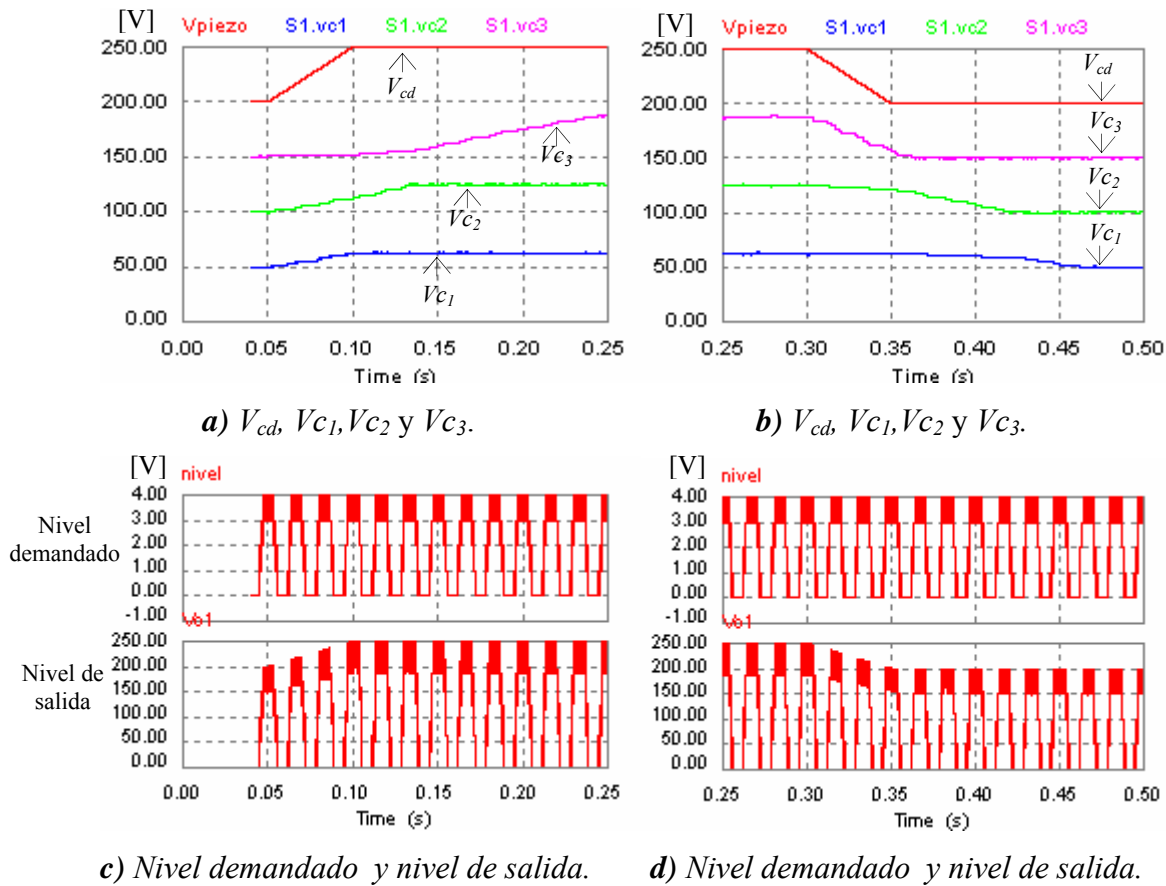 [V]
Vpiezo S1.vc1 S1.vc2 S1.vc3
250.00
200.00
150.00
100.00
50.00
0.00
Vcd
Vc3
Vc2
Vc1
0.00 0.05 0.10 0.15 0.20 0.25
Time (s)
a) Vcd, Vc1,Vc2 y Vc3.
[V]
Vpiezo S1.vc1 S1.vc2 S1.vc3
250.00
200.00
150.00
100.00
50.00
0.00
Vcd
Vc3
Vc2
Vc1
0.25 0.30 0.35 0.40 0.45 0.50
Time (s)
b) Vcd, Vc1,Vc2 y Vc3.
[V]
nivel
Nivel
demandado
4.00
3.00
2.00
1.00
0.00
-1.00
Vo1
Nivel de
salida
250.00
200.00
150.00
100.00
50.00
0.00
0.00 0.05 0.10 0.15 0.20 0.25
Time (s)
c) Nivel demandado y nivel de salida.
[V]
nivel
4.00
3.00
2.00
1.00
0.00
-1.00
Vo1
250.00
200.00
150.00
100.00
50.00
0.00
0.25 0.30 0.35 0.40 0.45 0.50
Time (s)
d) Nivel demandado y nivel de salida.